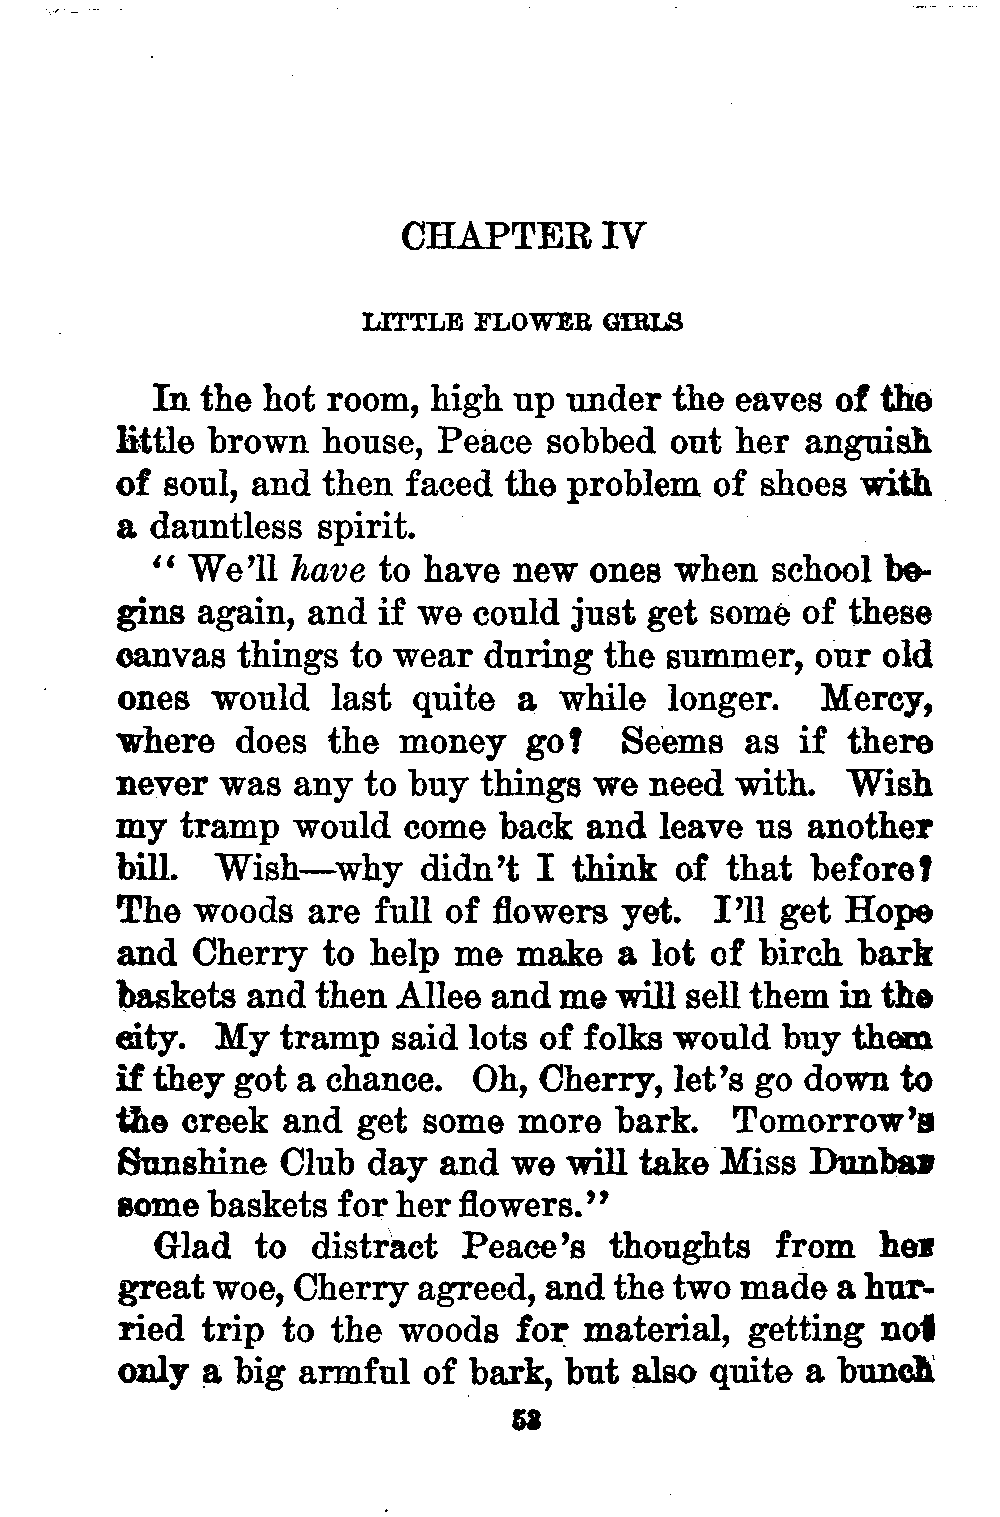 CHAPTER IV
LITTLE FLOWER GIRLS
In the hot room, high up under the eaves of the
little brown house, Peace sobbed out her anguish
of soul, and then faced the problem of shoes with
a dauntless spirit.
“ We’ll have to have new ones when school be-
gins again, and if we could just get some of these
canvas things to wear during the summer, our old
ones would last quite a while longer. Mercy,
where does the money go? Seems as if there
never was any to buy things we need with. Wish
my tramp would come back and leave us another
bill. Wish—why didn’t I think of that before?
The woods are full of flowers yet. I’ll get Hope
and Cherry to help me make a lot of birch bark
baskets and then Allee and me will sell them in the
city. My tramp said lots of folks would buy them
if they got a chance. Oh, Cherry, let’s go down to
the creek and get some more bark. Tomorrow’s
Sunshine Club day and we will take Miss Dunbar
some baskets for her flowers.”
Glad to distract Peace’s thoughts from her
great woe, Cherry agreed, and the two made a hur-
ried trip to the woods for material, getting not
only a big armful of bark, but also quite a bunch